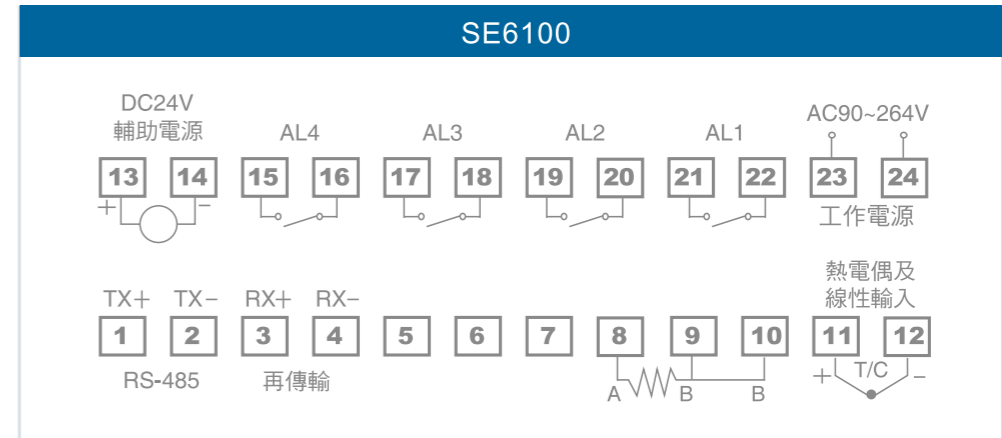 SE6100
DC24V
輔助電源
AL4
AL3
AL2
AL1
AC90~264V
13 14 15 16 17 18 19 20 21 22 23 24
+ −
工作電源
熱電偶及
線性輸入
TX+ TX− RX+ RX−
1 2 3 4 5 6 7 8 9 10 11 12
RS-485
再傳輸
A B B
+ T/C −